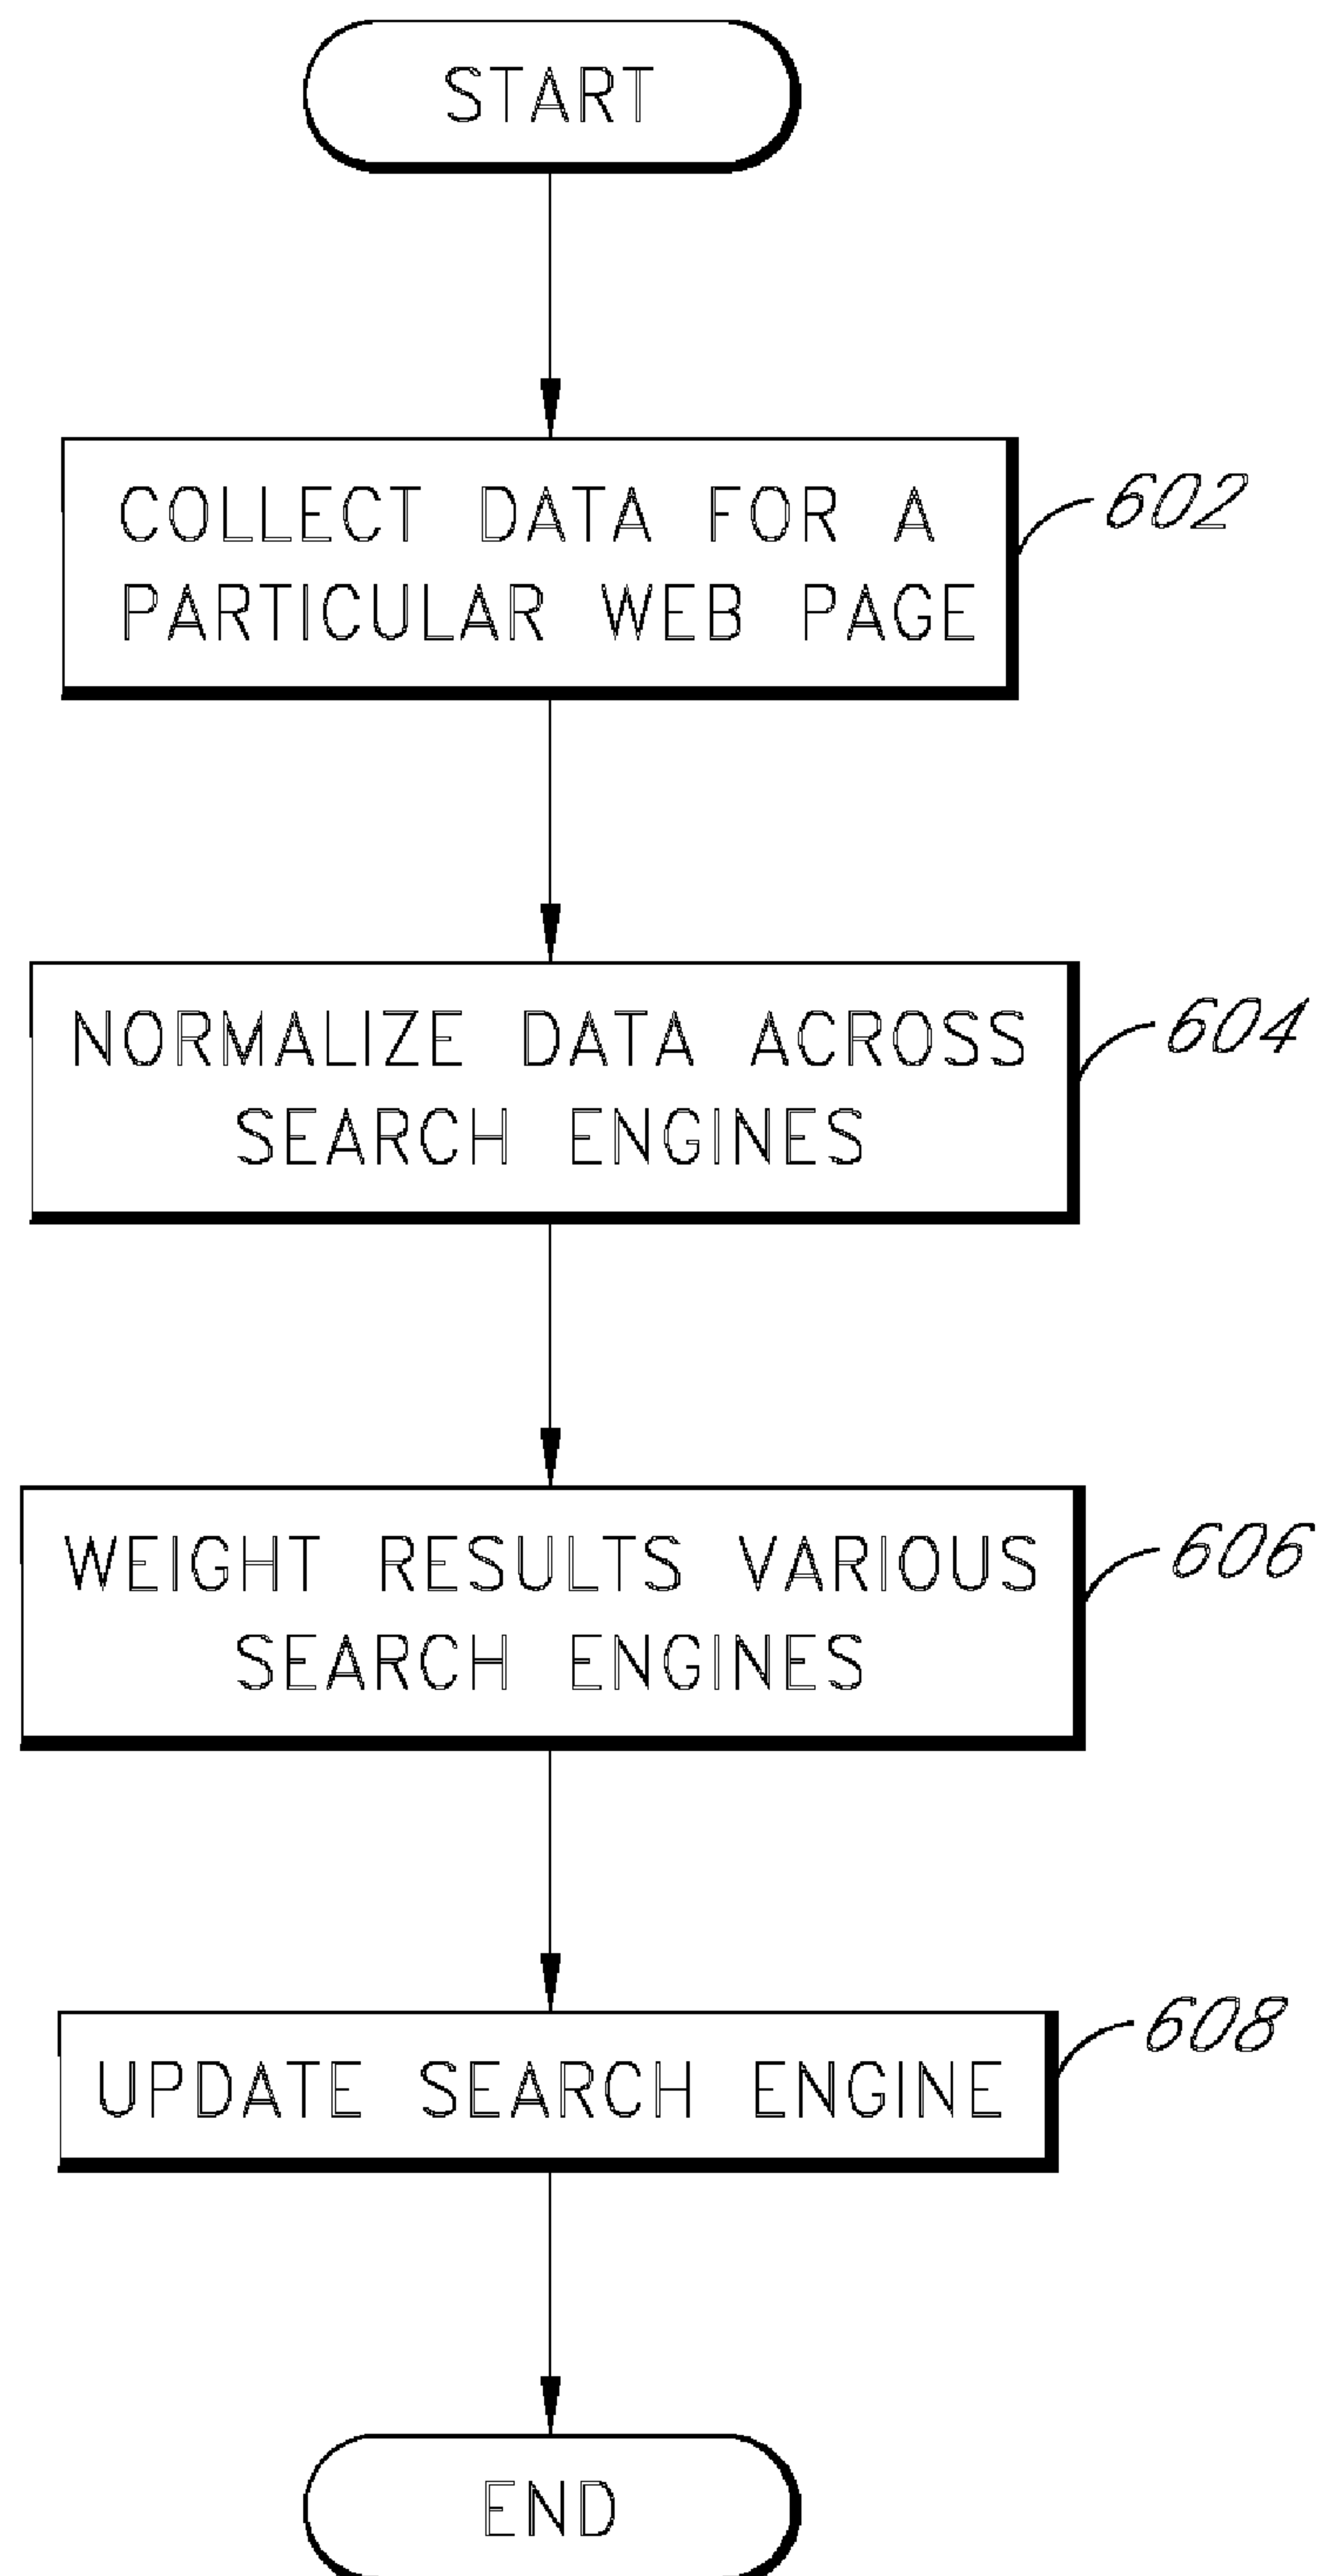 START
COLLECT DATA FOR A
PARTICULAR WEB PAGE
602
NORMALIZE DATA ACROSS
SEARCH ENGINES
604
WEIGHT RESULTS VARIOUS
SEARCH ENGINES
606
UPDATE SEARCH ENGINE
608
END